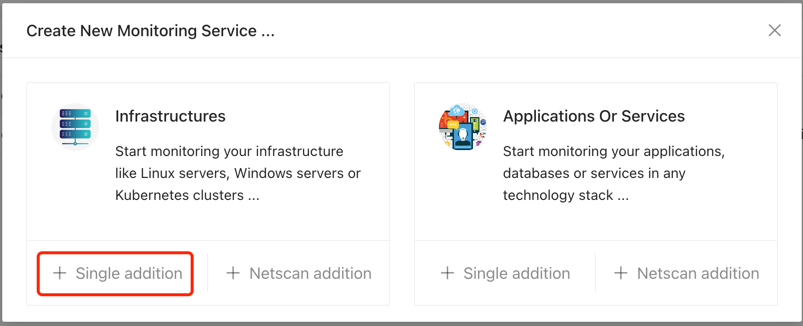 Create New Monitoring Service ...
Infrastructures
Start monitoring your infrastructure
like Linux servers, Windows servers or
Kubernetes clusters ...
+ Single addition
+ Netscan addition
Applications Or Services
Start monitoring your applications,
databases or services in any
technology stack ...
+ Single addition
+ Netscan addition